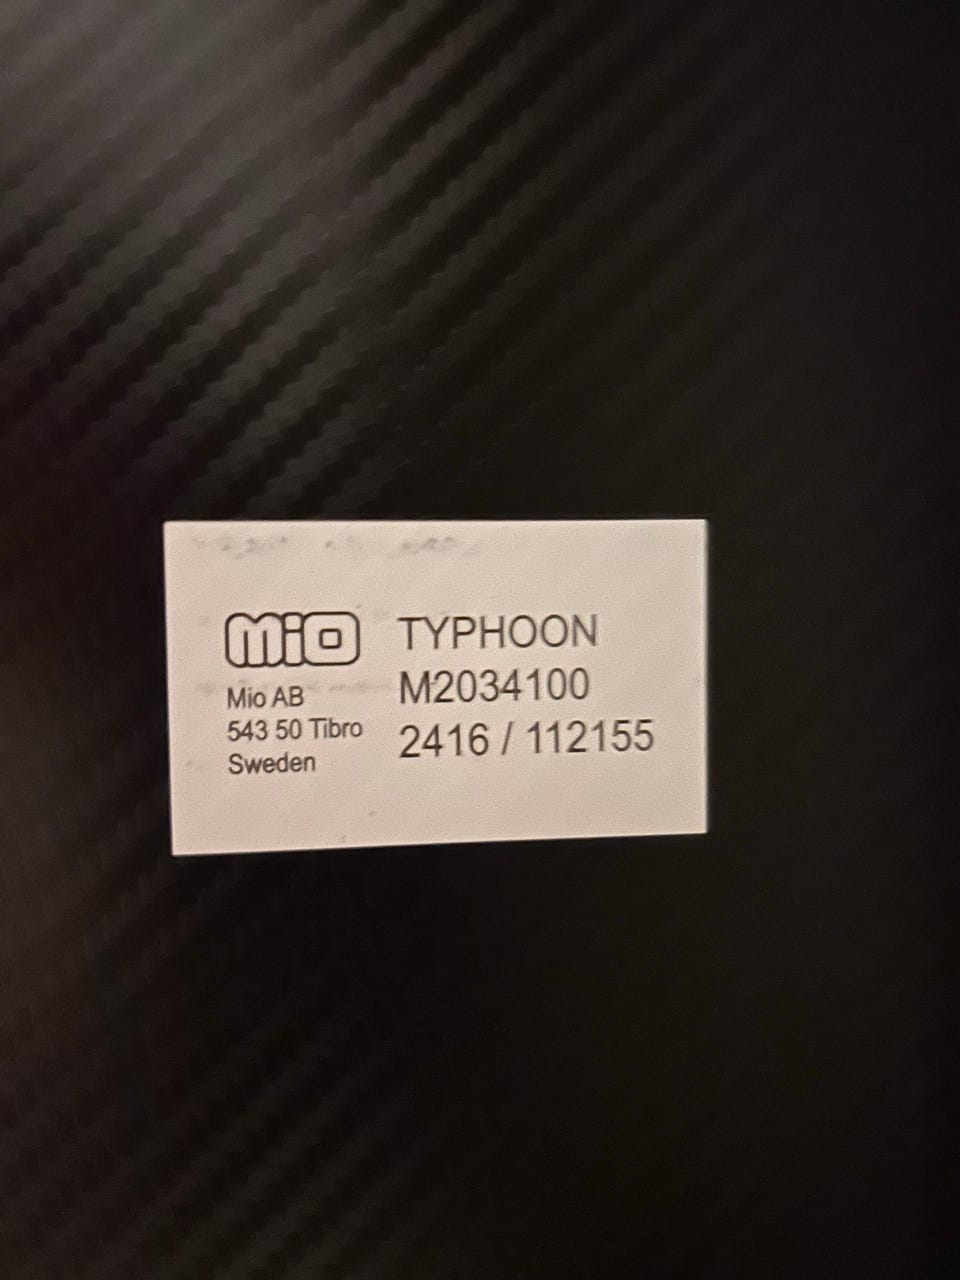 mio
Mio AB
543 50 Tibro
Sweden
TYPHOON
M2034100
2416 / 112155